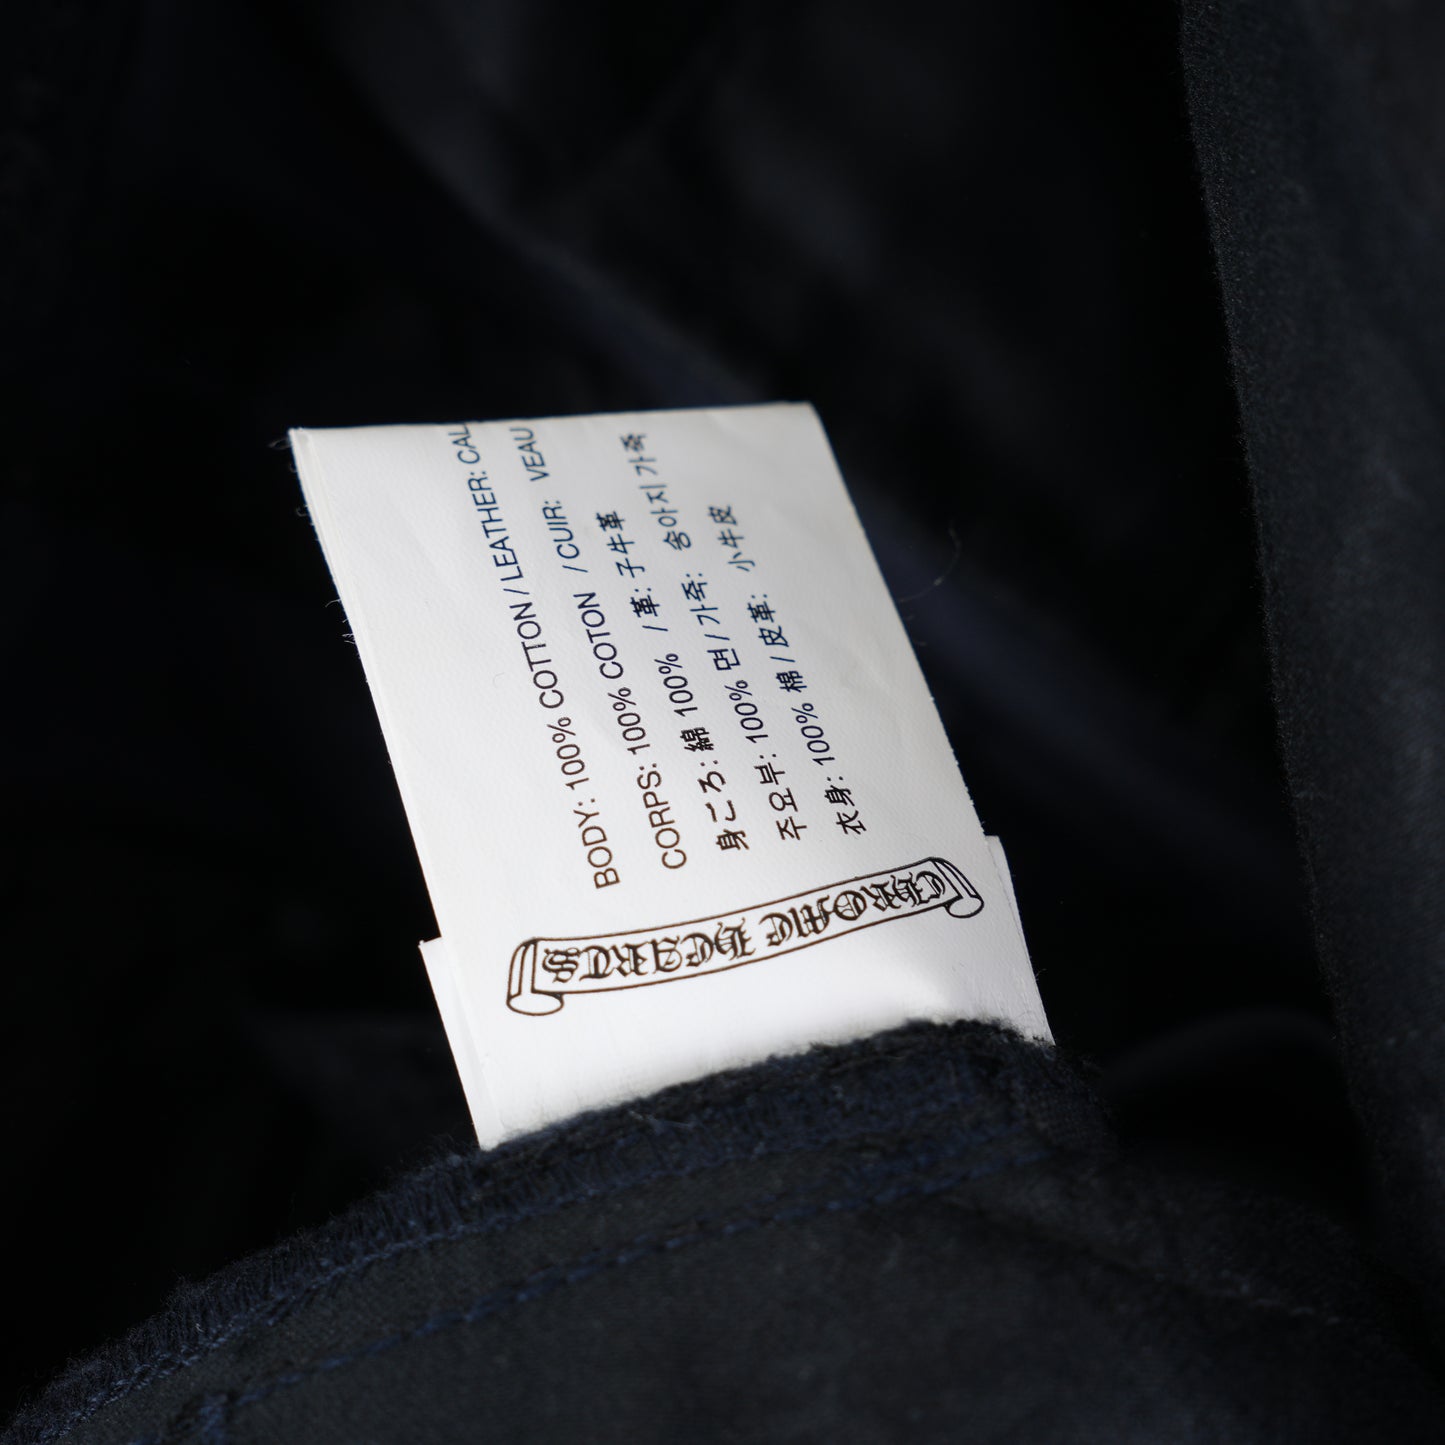 CHROME HEARTS
BODY: 100% COTTON / LEATHER: CAL
CORPS: 100% COTON / CUIR: VEAU
身ごろ: 綿 100% / 革: 子牛革
주요부: 100% 면 / 가죽: 송아지 가죽
衣身: 100% 棉 / 皮革: 小牛皮